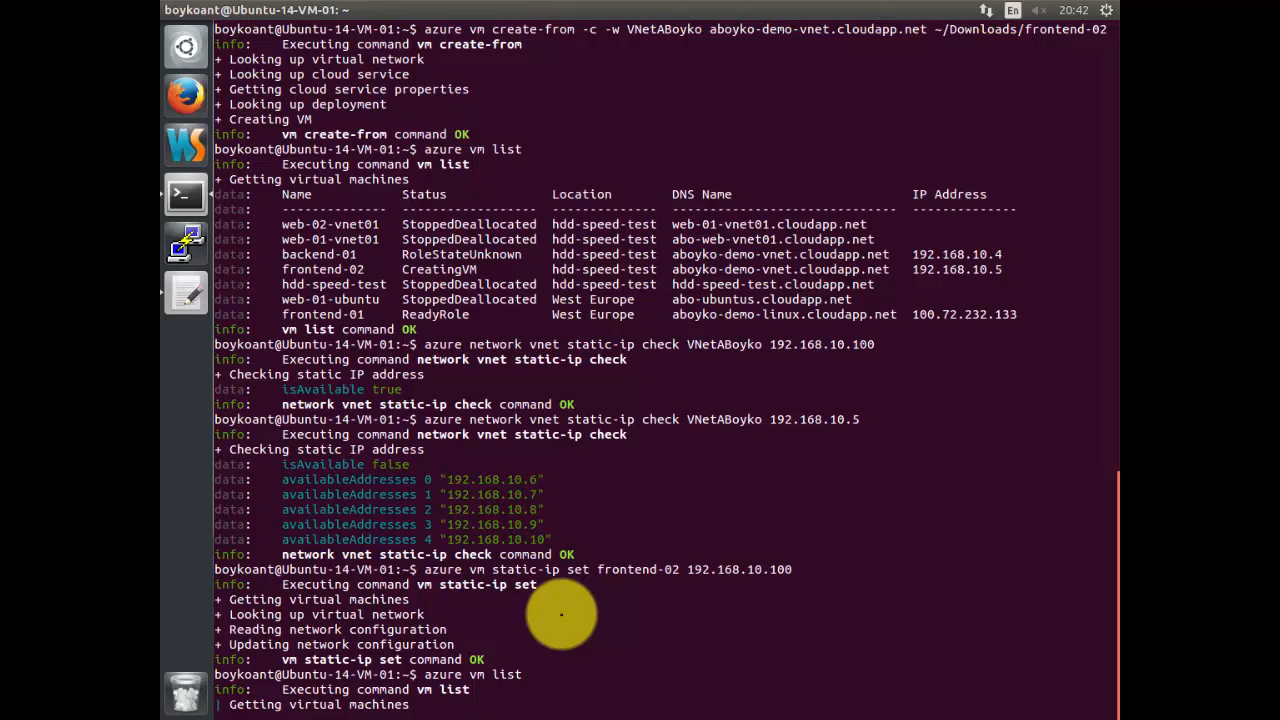 boykoant@Ubuntu-14-VM-01: ~
En
20:42
boykoant@Ubuntu-14-VM-01:~$ azure vm create-from -c -w VNetABoyko aboyko-demo-vnet.cloudapp.net ~/Downloads/frontend-02
info:    Executing command vm create-from
+ Looking up virtual network
+ Looking up cloud service
+ Getting cloud service properties
+ Looking up deployment
+ Creating VM
info:    vm create-from command OK
boykoant@Ubuntu-14-VM-01:~$ azure vm list
info:    Executing command vm list
+ Getting virtual machines
data:    Name            Status              Location        DNS Name                        IP Address
data:    --------------  ------------------  --------------  ------------------------------  --------------
data:    web-02-vnet01   StoppedDeallocated  hdd-speed-test  web-01-vnet01.cloudapp.net
data:    web-01-vnet01   StoppedDeallocated  hdd-speed-test  abo-web-vnet01.cloudapp.net
data:    backend-01      RoleStateUnknown    hdd-speed-test  aboyko-demo-vnet.cloudapp.net   192.168.10.4
data:    frontend-02     CreatingVM          hdd-speed-test  aboyko-demo-vnet.cloudapp.net   192.168.10.5
data:    hdd-speed-test  StoppedDeallocated  hdd-speed-test  hdd-speed-test.cloudapp.net
data:    web-01-ubuntu   StoppedDeallocated  West Europe     abo-ubuntus.cloudapp.net
data:    frontend-01     ReadyRole           West Europe     aboyko-demo-linux.cloudapp.net  100.72.232.133
info:    vm list command OK
boykoant@Ubuntu-14-VM-01:~$ azure network vnet static-ip check VNetABoyko 192.168.10.100
info:    Executing command network vnet static-ip check
+ Checking static IP address
data:    isAvailable true
info:    network vnet static-ip check command OK
boykoant@Ubuntu-14-VM-01:~$ azure network vnet static-ip check VNetABoyko 192.168.10.5
info:    Executing command network vnet static-ip check
+ Checking static IP address
data:    isAvailable false
data:    availableAddresses 0 "192.168.10.6"
data:    availableAddresses 1 "192.168.10.7"
data:    availableAddresses 2 "192.168.10.8"
data:    availableAddresses 3 "192.168.10.9"
data:    availableAddresses 4 "192.168.10.10"
info:    network vnet static-ip check command OK
boykoant@Ubuntu-14-VM-01:~$ azure vm static-ip set frontend-02 192.168.10.100
info:    Executing command vm static-ip set
+ Getting virtual machines
+ Looking up virtual network
+ Reading network configuration
+ Updating network configuration
info:    vm static-ip set command OK
boykoant@Ubuntu-14-VM-01:~$ azure vm list
info:    Executing command vm list
| Getting virtual machines